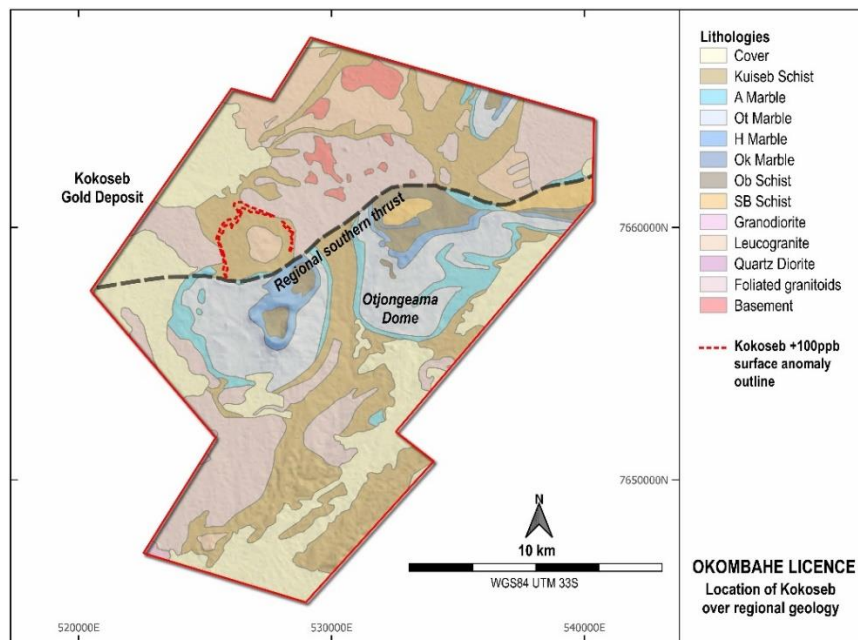 Kokoseb
Gold Deposit
Regional southern thrust
Otjongeama
Dome
N
10 km
WGS84 UTM 33S
520000E
530000E
540000E
7660000N
7650000N
Lithologies
Cover
Kuiseb Schist
A Marble
Ot Marble
H Marble
Ok Marble
Ob Schist
SB Schist
Granodiorite
Leucogranite
Quartz Diorite
Foliated granitoids
Basement
Kokoseb +100ppb
surface anomaly
outline
OKOMBAHE LICENCE
Location of Kokoseb
over regional geology